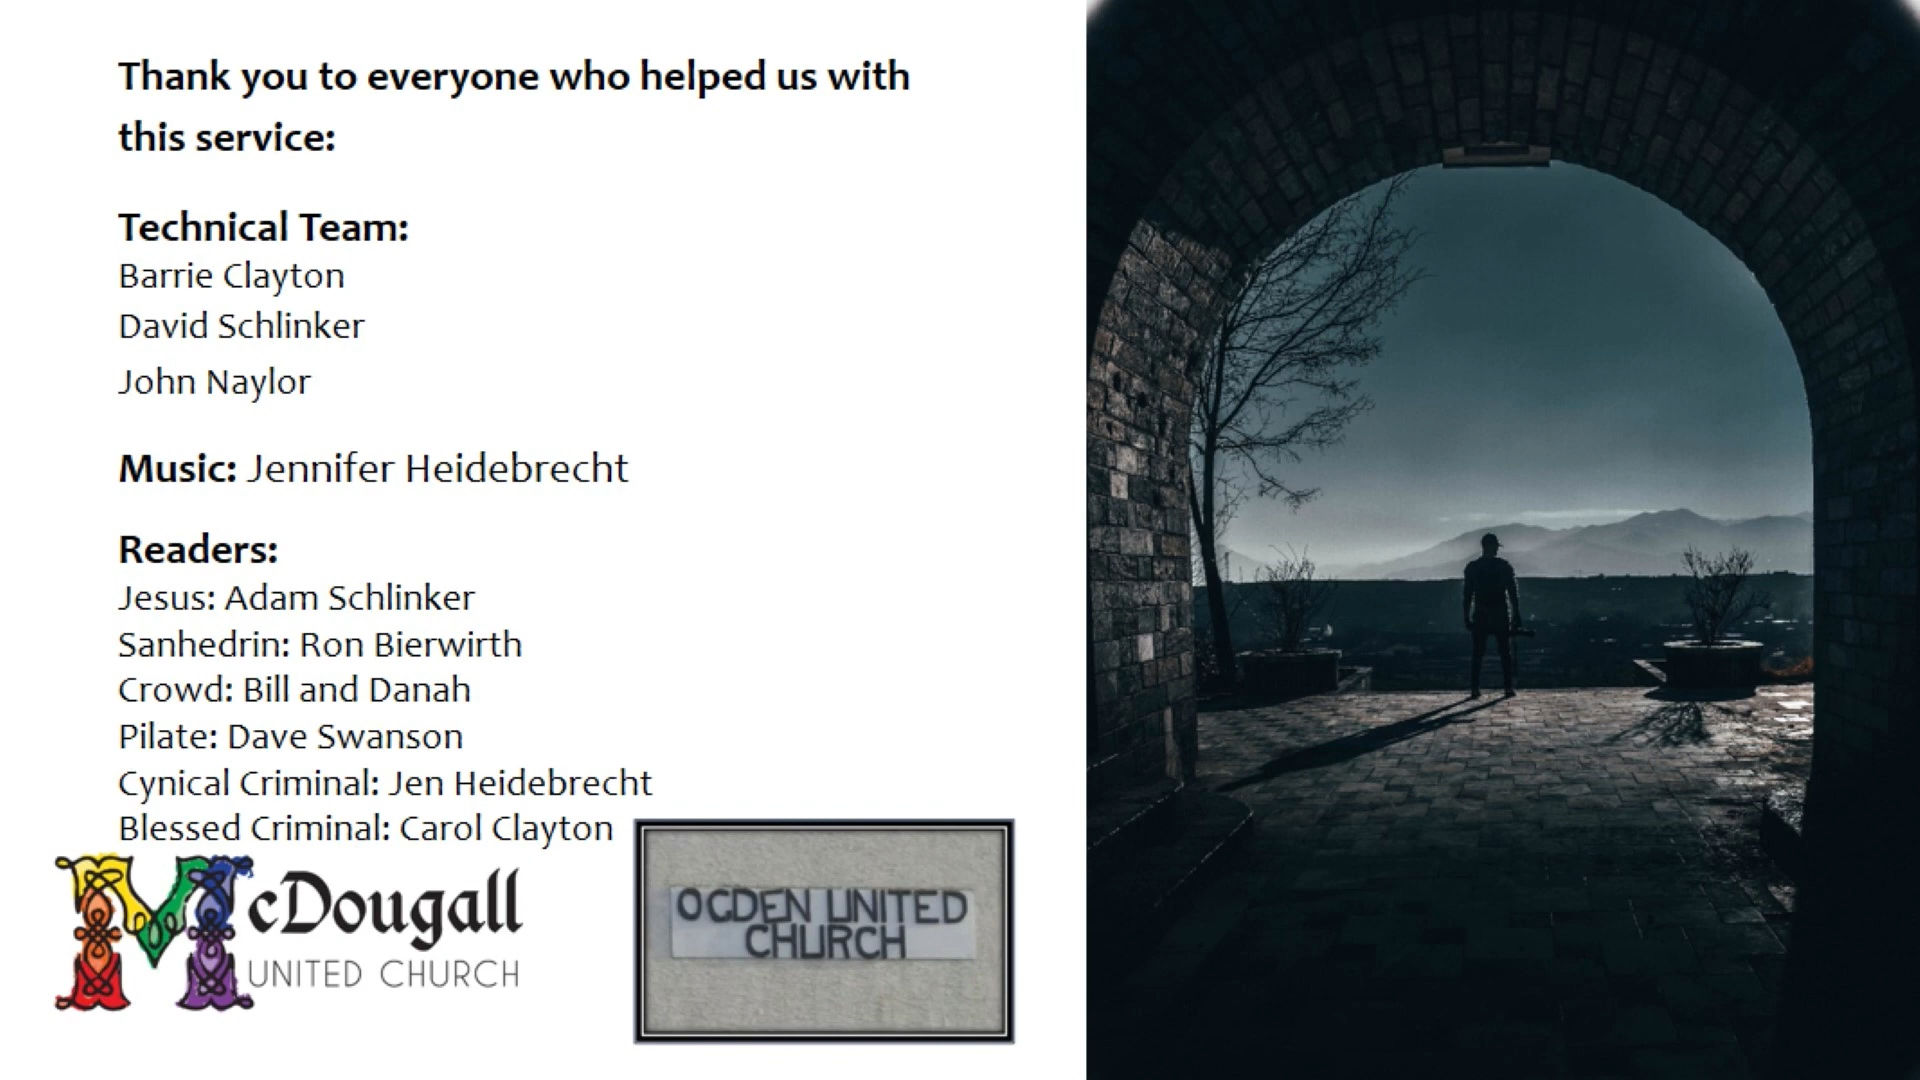 Thank you to everyone who helped us with
this service:
Technical Team:
Barrie Clayton
David Schlinker
John Naylor
Music: Jennifer Heidebrecht
Readers:
Jesus: Adam Schlinker
Sanhedrin: Ron Bierwirth
Crowd: Bill and Danah
Pilate: Dave Swanson
Cynical Criminal: Jen Heidebrecht
Blessed Criminal: Carol Clayton
McDougall
UNITED CHURCH
OGDEN UNITED
CHURCH